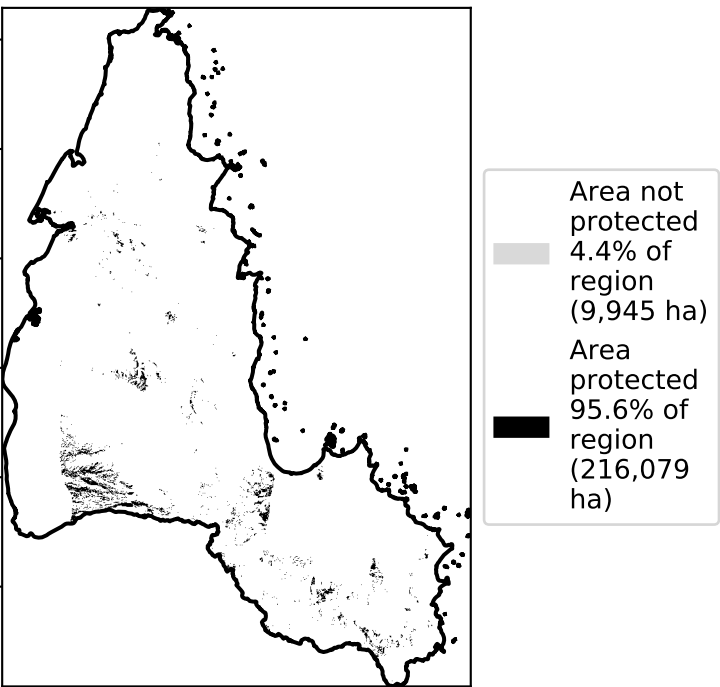 Area not
protected
4.4% of
region
(9,945 ha)
Area
protected
95.6% of
region
(216,079
ha)